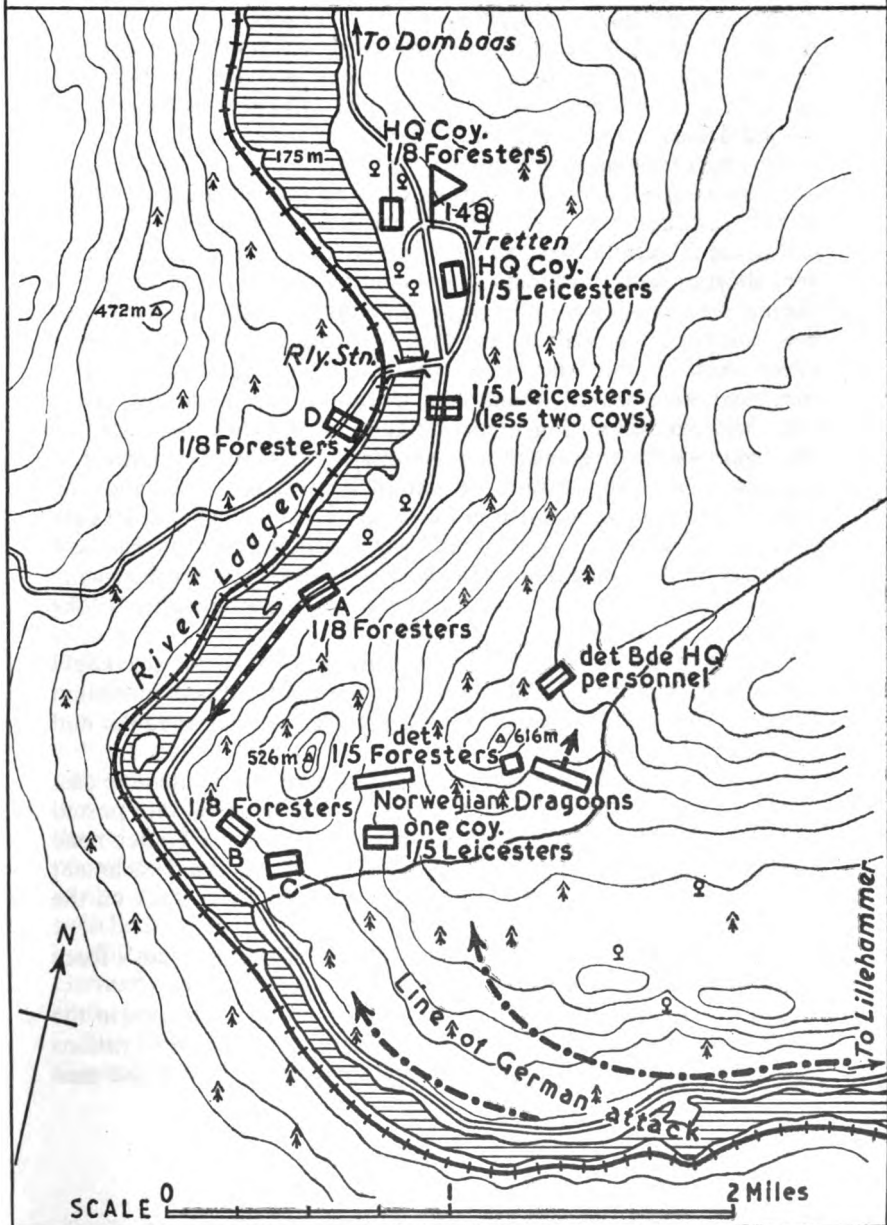 To Dombaas
HQ Coy.
1/8 Foresters
175 m
148
Tretten
HQ Coy.
1/5 Leicesters
472m
Rly. Stn.
1/5 Leicesters
(less two coys)
D
1/8 Foresters
River Laagen
A
1/8 Foresters
det Bde HQ
personnel
616m
det
1/5 Foresters
526m
Norwegian Dragoons
1/8 Foresters
one coy.
1/5 Leicesters
B
C
N
Line of German attack
To Lillehammer
SCALE 0 1 2 Miles